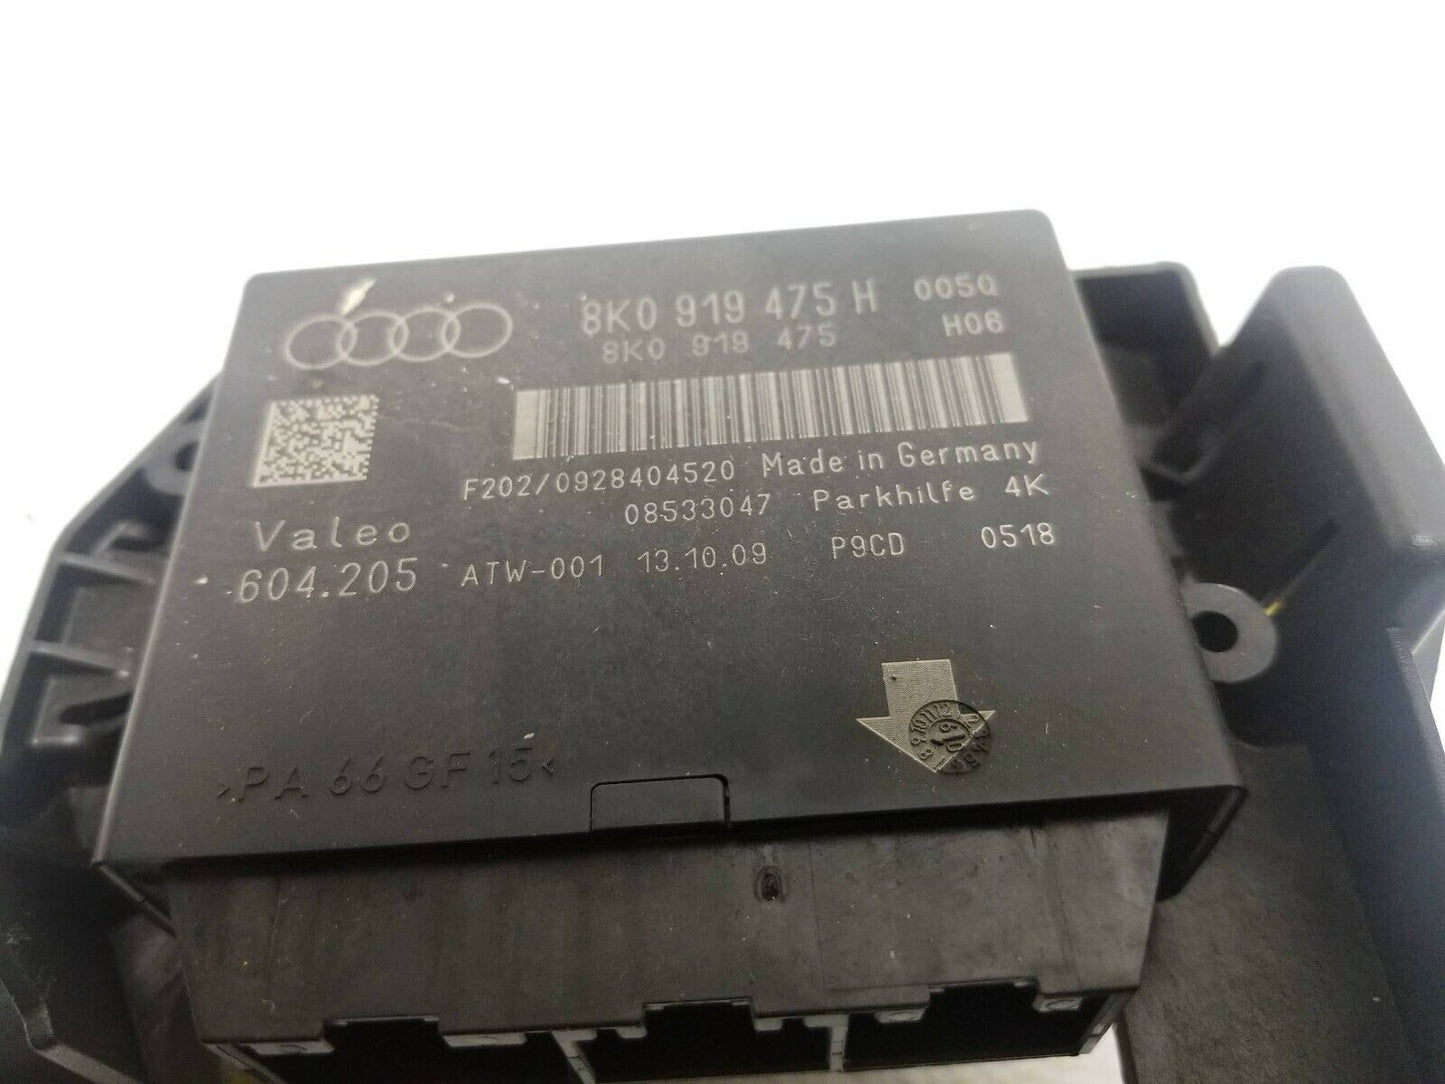 8K0 919 475 H 005Q
8K0 919 475 H06
F202/0928404520 Made in Germany
08533047 Parkhilfe 4K
Valeo
604.205 ATW-001 13.10.09 P9CD 0518
>PA 66 GF 15<